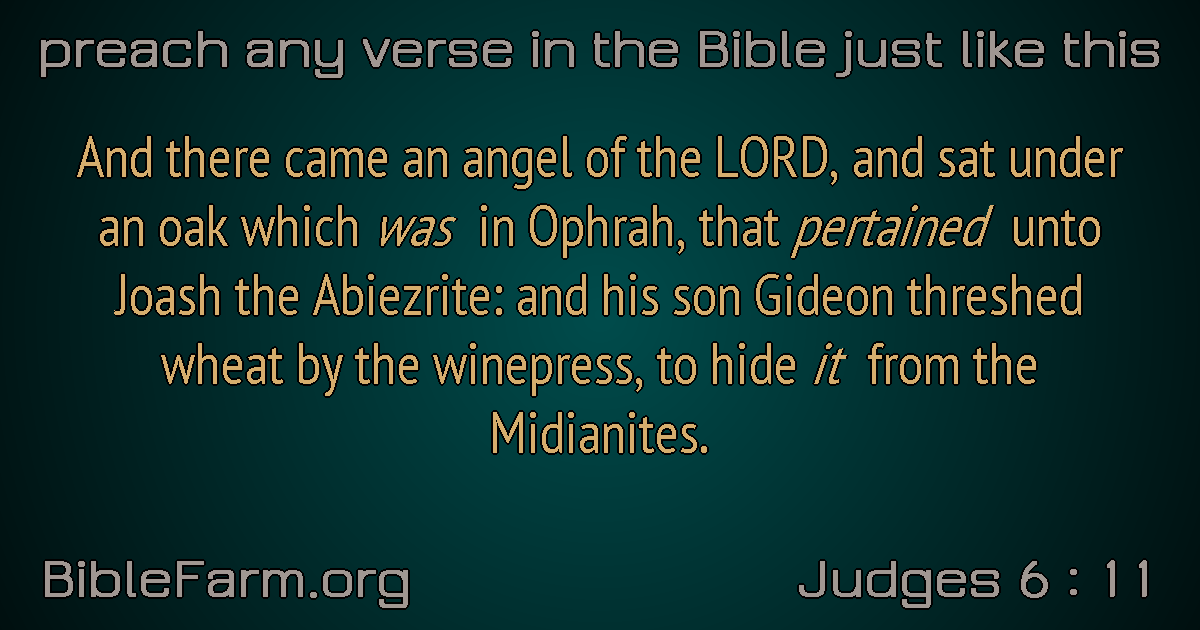 preach any verse in the Bible just like this
And there came an angel of the LORD, and sat under
an oak which was in Ophrah, that pertained unto
Joash the Abiezrite: and his son Gideon threshed
wheat by the winepress, to hide it from the
Midianites.
BibleFarm.org
Judges 6 : 11